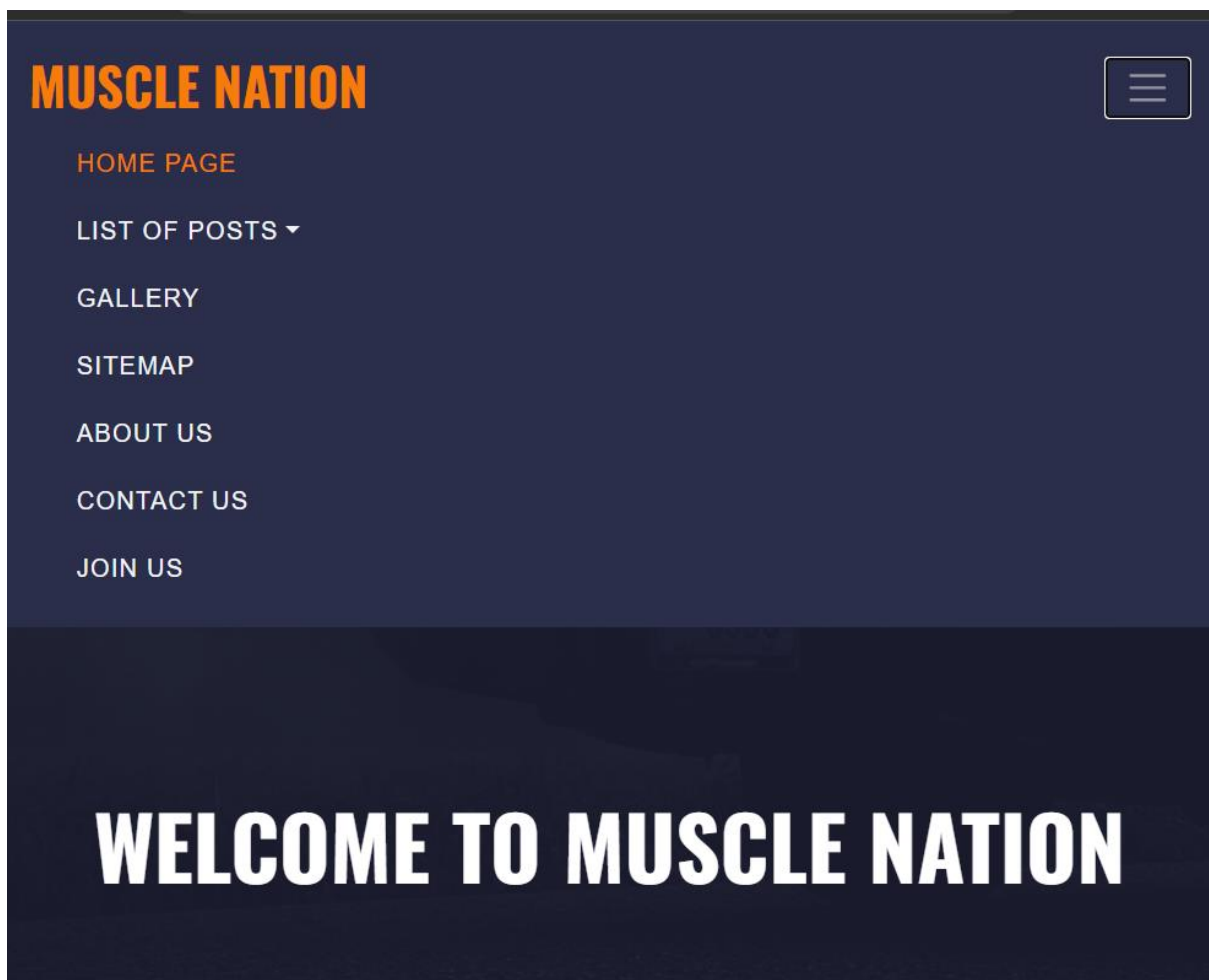 MUSCLE NATION
HOME PAGE
LIST OF POSTS
GALLERY
SITEMAP
ABOUT US
CONTACT US
JOIN US
WELCOME TO MUSCLE NATION